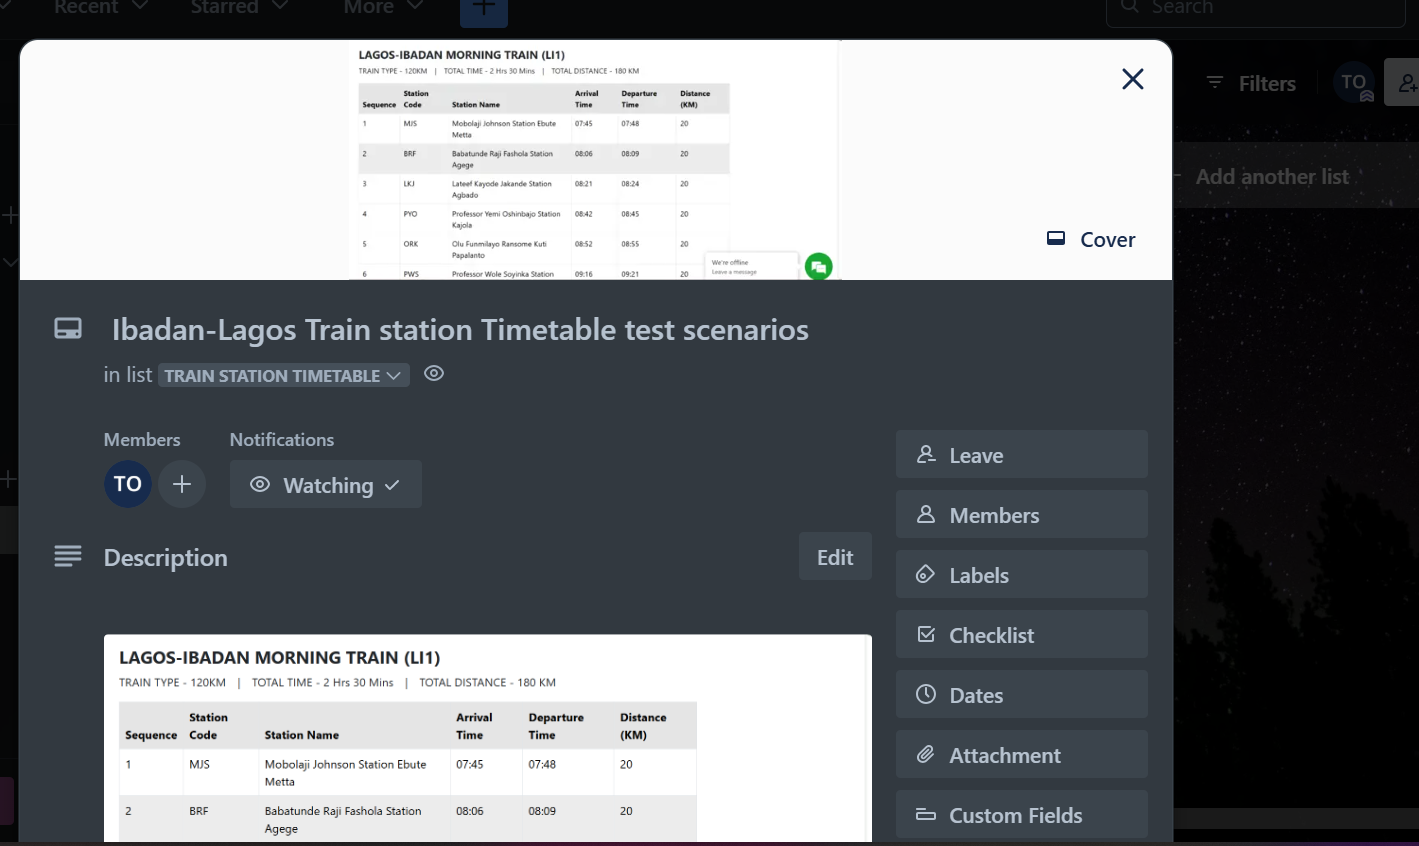 Recent
Starred
More
Search
LAGOS-IBADAN MORNING TRAIN (LI1)
TRAIN TYPE - 120KM | TOTAL TIME - 2 Hrs 30 Mins | TOTAL DISTANCE - 180 KM
Sequence Station Code Station Name Arrival Time Departure Time Distance (KM)
1 MJS Mobolaji Johnson Station Ebute Metta 07:45 07:48 20
2 BRF Babatunde Raji Fashola Station Agege 08:06 08:09 20
3 LKJ Lateef Kayode Jakande Station Agbado 08:21 08:24 20
4 PYO Professor Yemi Oshinbajo Station Kajola 08:42 08:45 20
5 ORK Olu Funmilayo Ransome Kuti Papalanto 08:52 08:55 20
6 PWS Professor Wole Soyinka Station 09:16 09:21 20
We're offline
Leave a message
Cover
Filters
TO
Add another list
Ibadan-Lagos Train station Timetable test scenarios
in list TRAIN STATION TIMETABLE
Members
Notifications
TO
Watching
Description
Edit
Leave
Members
Labels
Checklist
Dates
Attachment
Custom Fields
LAGOS-IBADAN MORNING TRAIN (LI1)
TRAIN TYPE - 120KM | TOTAL TIME - 2 Hrs 30 Mins | TOTAL DISTANCE - 180 KM
Sequence Station Code Station Name Arrival Time Departure Time Distance (KM)
1 MJS Mobolaji Johnson Station Ebute Metta 07:45 07:48 20
2 BRF Babatunde Raji Fashola Station Agege 08:06 08:09 20